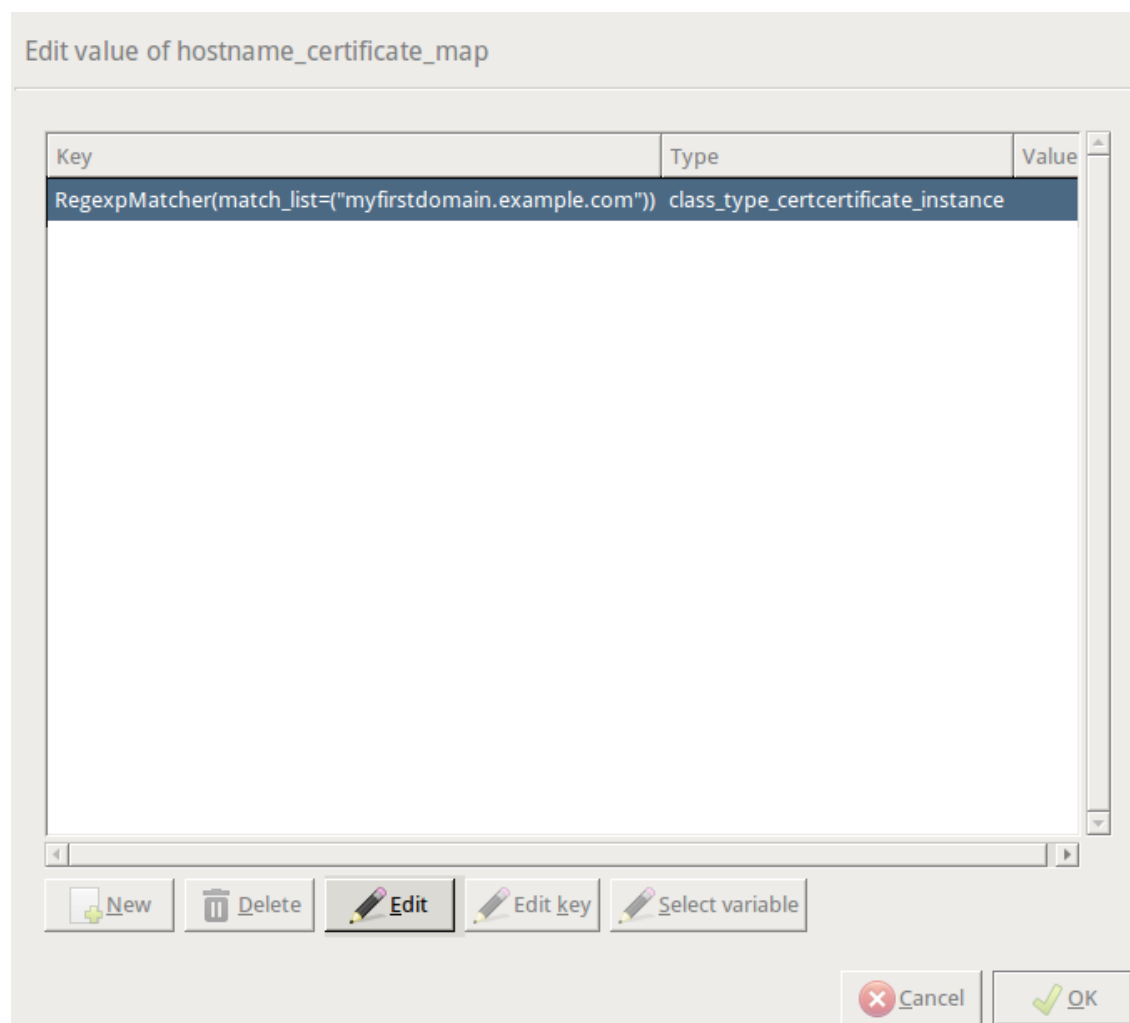 Edit value of hostname_certificate_map
Key Type Value
RegexpMatcher(match_list=("myfirstdomain.example.com")) class_type_certcertificate_instance
New Delete Edit Edit key Select variable
Cancel OK